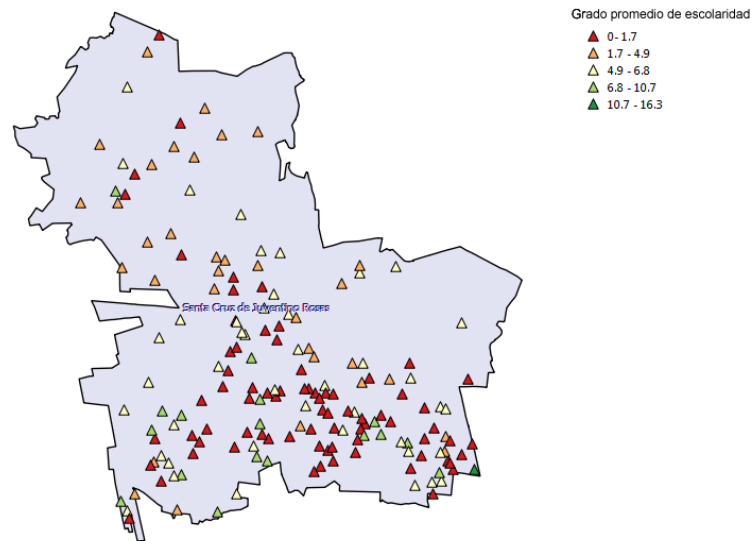 Grado promedio de escolaridad
0- 1.7
1.7 - 4.9
4.9 - 6.8
6.8 - 10.7
10.7 - 16.3
Santa Cruz de Juventino Rosas